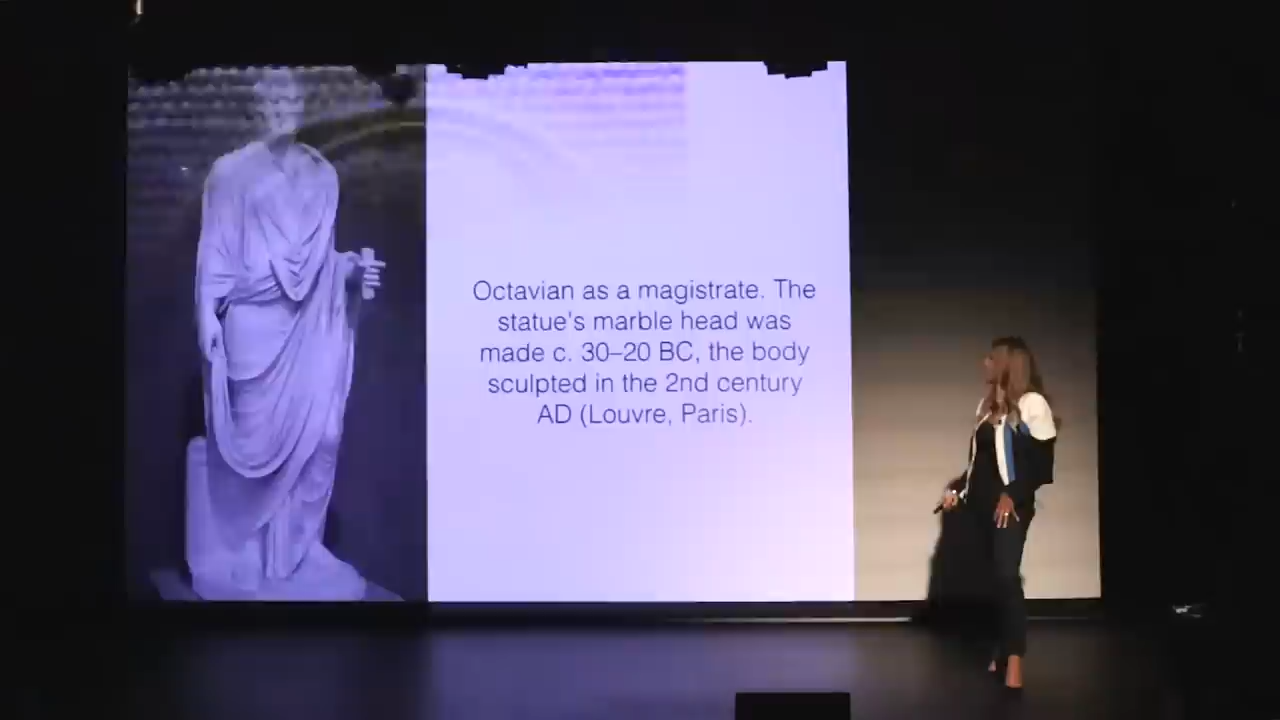 Octavian as a magistrate. The
statue's marble head was
made c. 30–20 BC, the body
sculpted in the 2nd century
AD (Louvre, Paris).